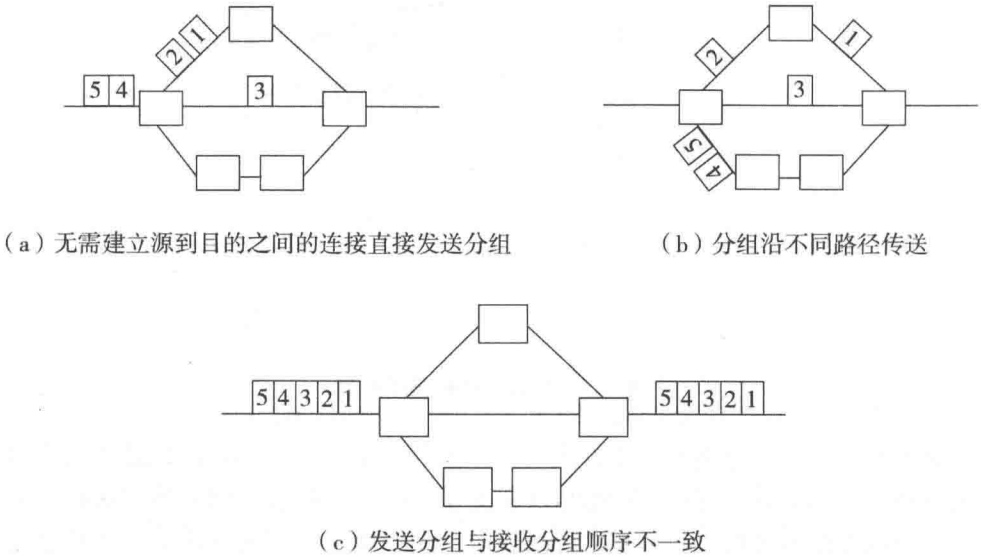 2 1
5 4
3
2
1
3
5 4
(a)无需建立源到目的之间的连接直接发送分组
(b)分组沿不同路径传送
5 4 3 2 1
5 4 3 2 1
(c)发送分组与接收分组顺序不一致